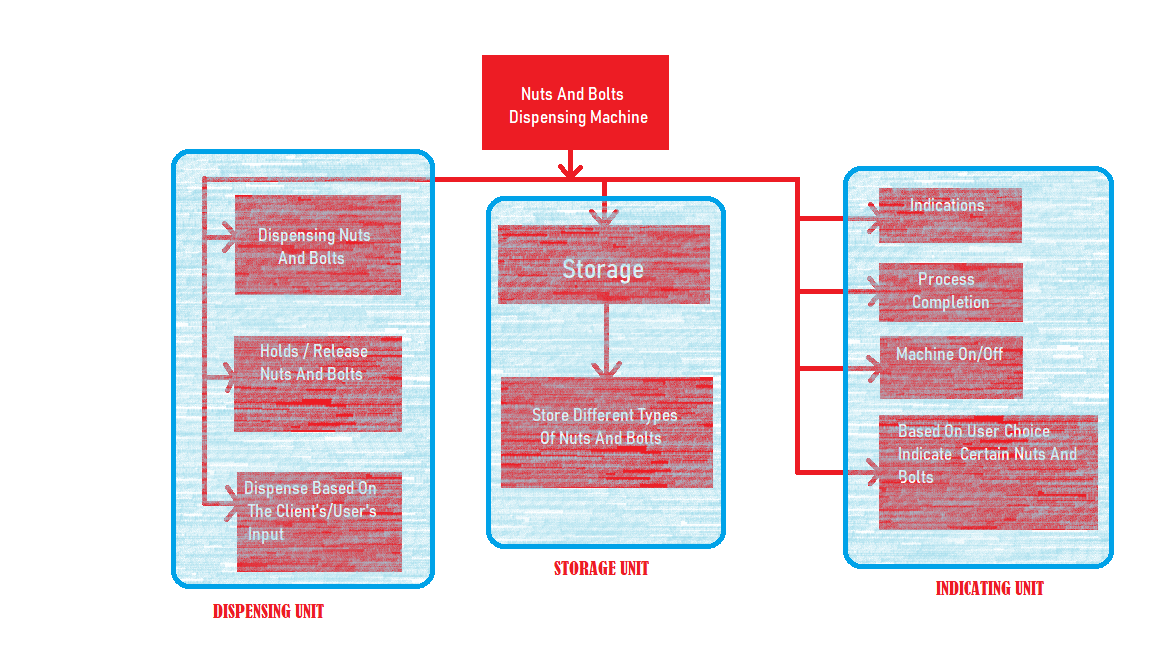 Nuts And Bolts
Dispensing Machine
Dispensing Nuts
And Bolts
Holds / Release
Nuts And Bolts
Dispense Based On
The Client's/User's
Input
DISPENSING UNIT
Storage
Store Different Types
Of Nuts And Bolts
STORAGE UNIT
Indications
Process
Completion
Machine On/Off
Based On User Choice
Indicate Certain Nuts And
Bolts
INDICATING UNIT